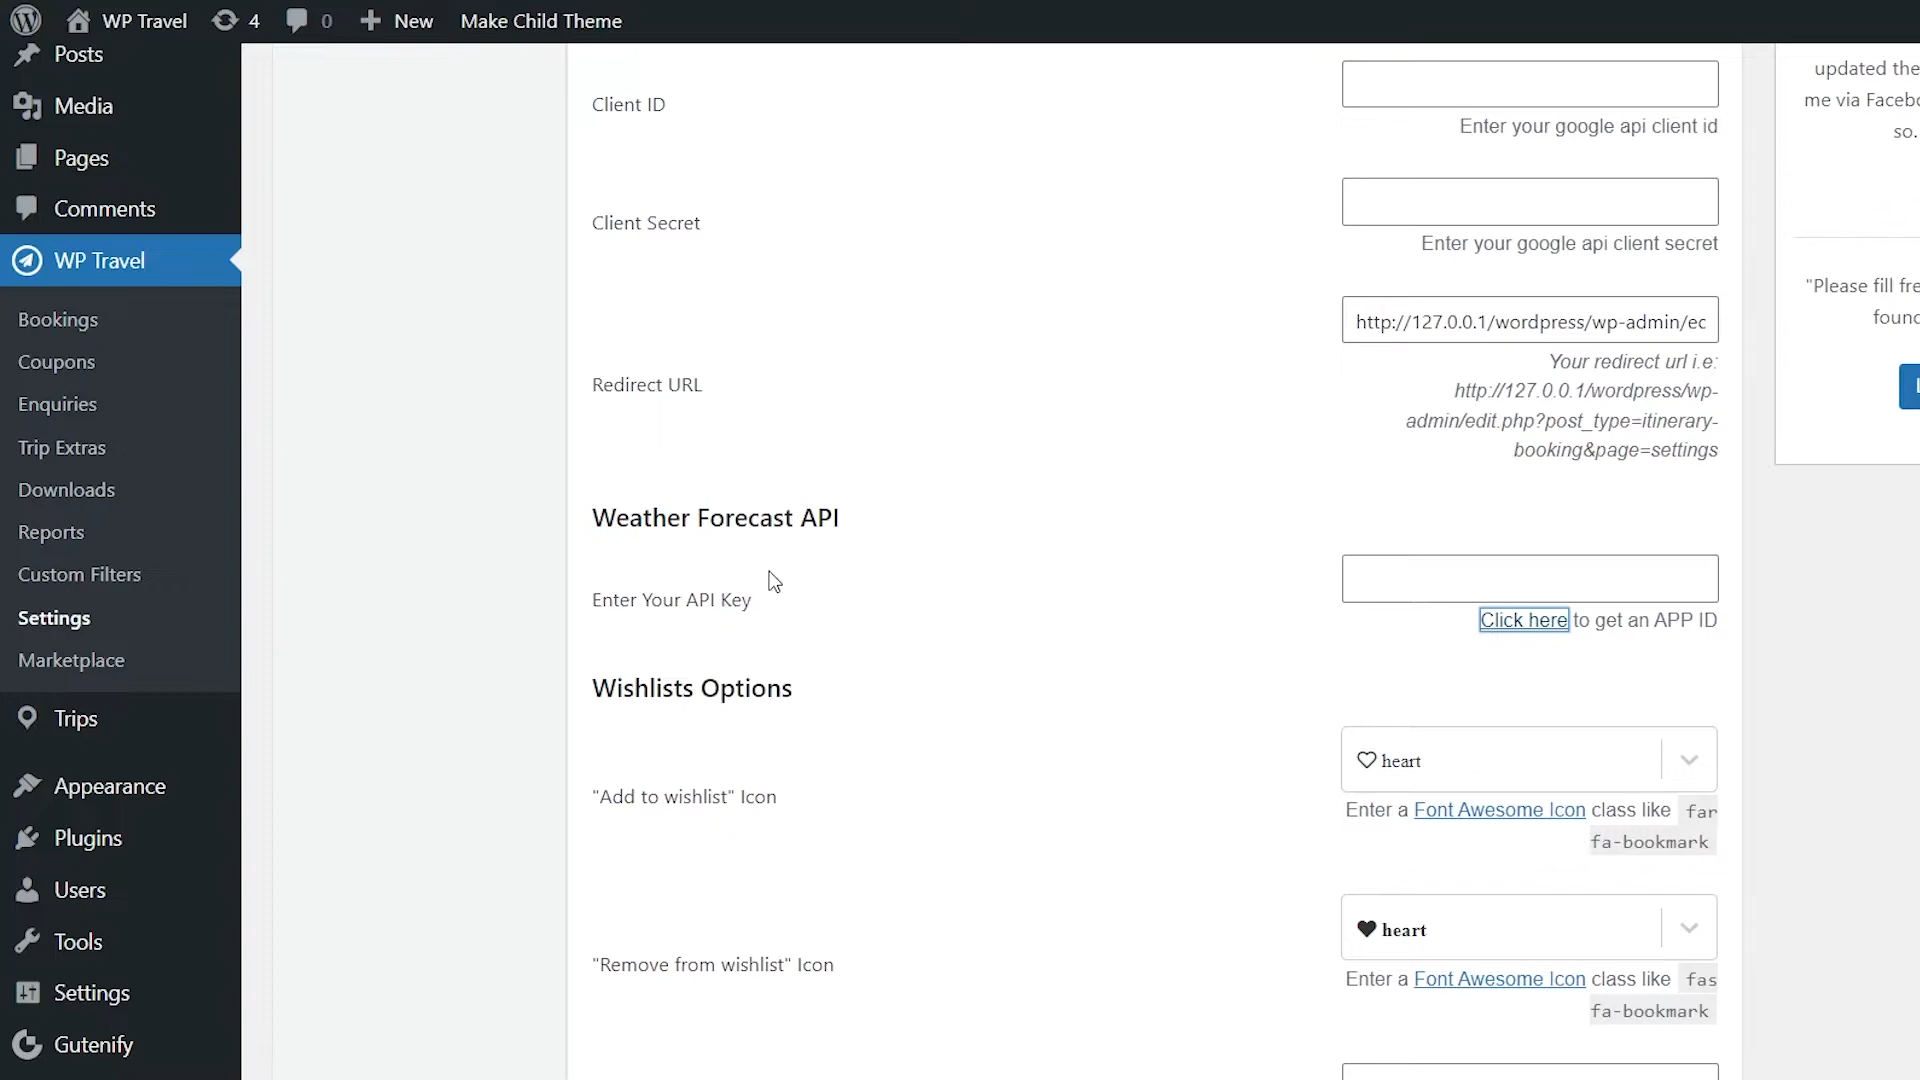 WP Travel 4 0 New Make Child Theme
Posts
Media
Pages
Comments
WP Travel
Bookings
Coupons
Enquiries
Trip Extras
Downloads
Reports
Custom Filters
Settings
Marketplace
Trips
Appearance
Plugins
Users
Tools
Settings
Gutenify
Client ID
Enter your google api client id
Client Secret
Enter your google api client secret
Redirect URL
http://127.0.0.1/wordpress/wp-admin/ec
Your redirect url i.e:
http://127.0.0.1/wordpress/wp-
admin/edit.php?post_type=itinerary-
booking&page=settings
Weather Forecast API
Enter Your API Key
Click here to get an APP ID
Wishlists Options
"Add to wishlist" Icon
heart
Enter a Font Awesome Icon class like far
fa-bookmark
"Remove from wishlist" Icon
heart
Enter a Font Awesome Icon class like fas
fa-bookmark
updated the
me via Facebo
so.
"Please fill fre
found